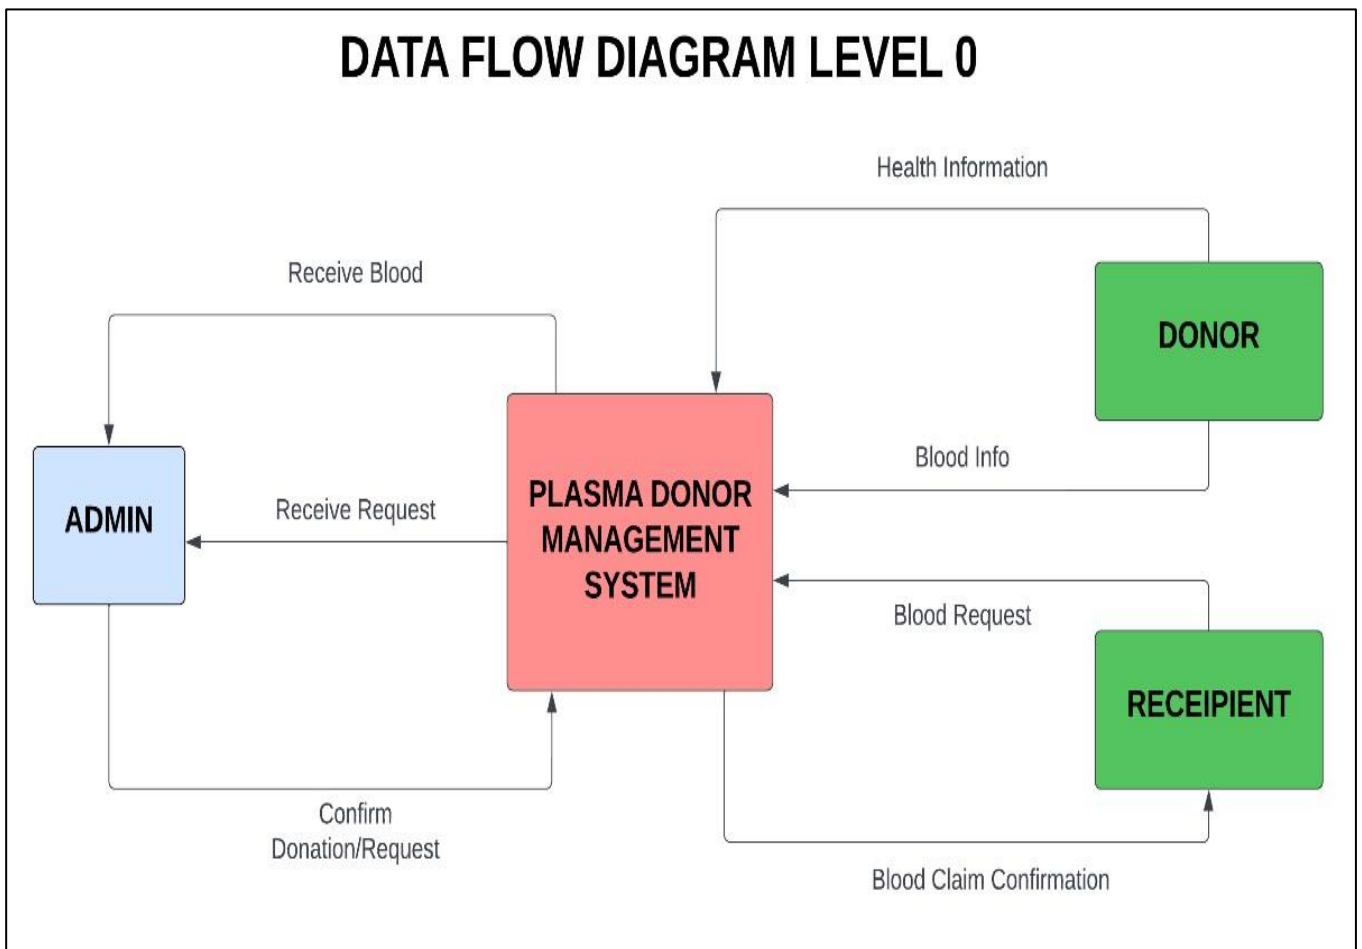 DATA FLOW DIAGRAM LEVEL 0
Health Information
Receive Blood
DONOR
Blood Info
PLASMA DONOR
MANAGEMENT
SYSTEM
ADMIN
Receive Request
Blood Request
RECEIPIENT
Confirm
Donation/Request
Blood Claim Confirmation